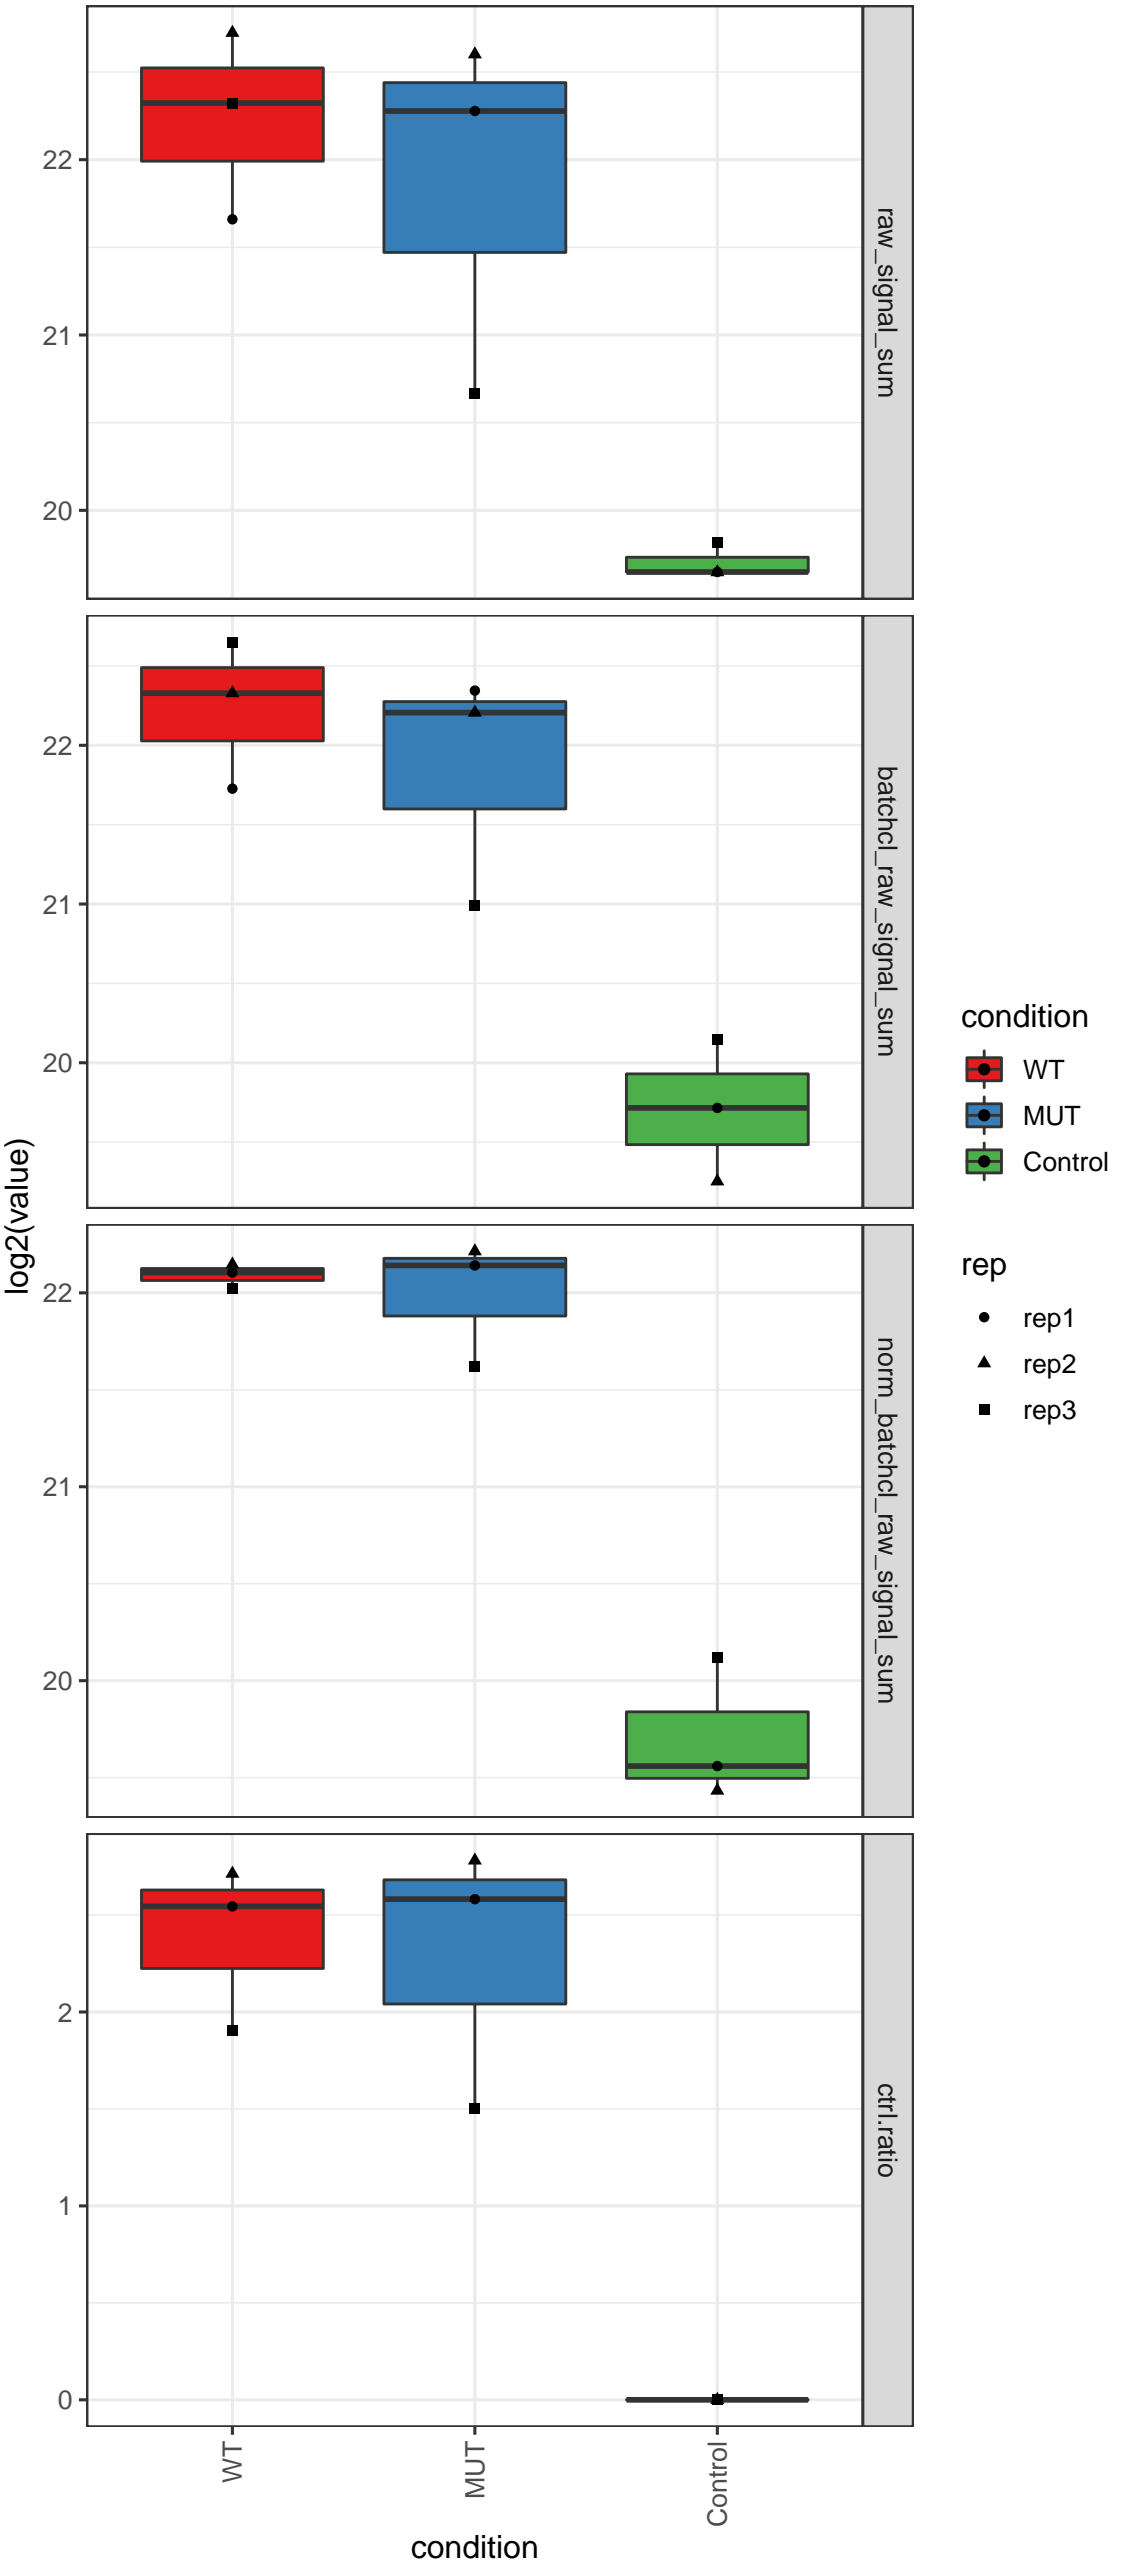 log2(value)
22
21
20
raw_signal_sum
22
21
20
batchcl_raw_signal_sum
22
21
20
norm_batchcl_raw_signal_sum
2
1
0
ctrl.ratio
WT
MUT
Control
condition
condition
WT
MUT
Control
rep
rep1
rep2
rep3